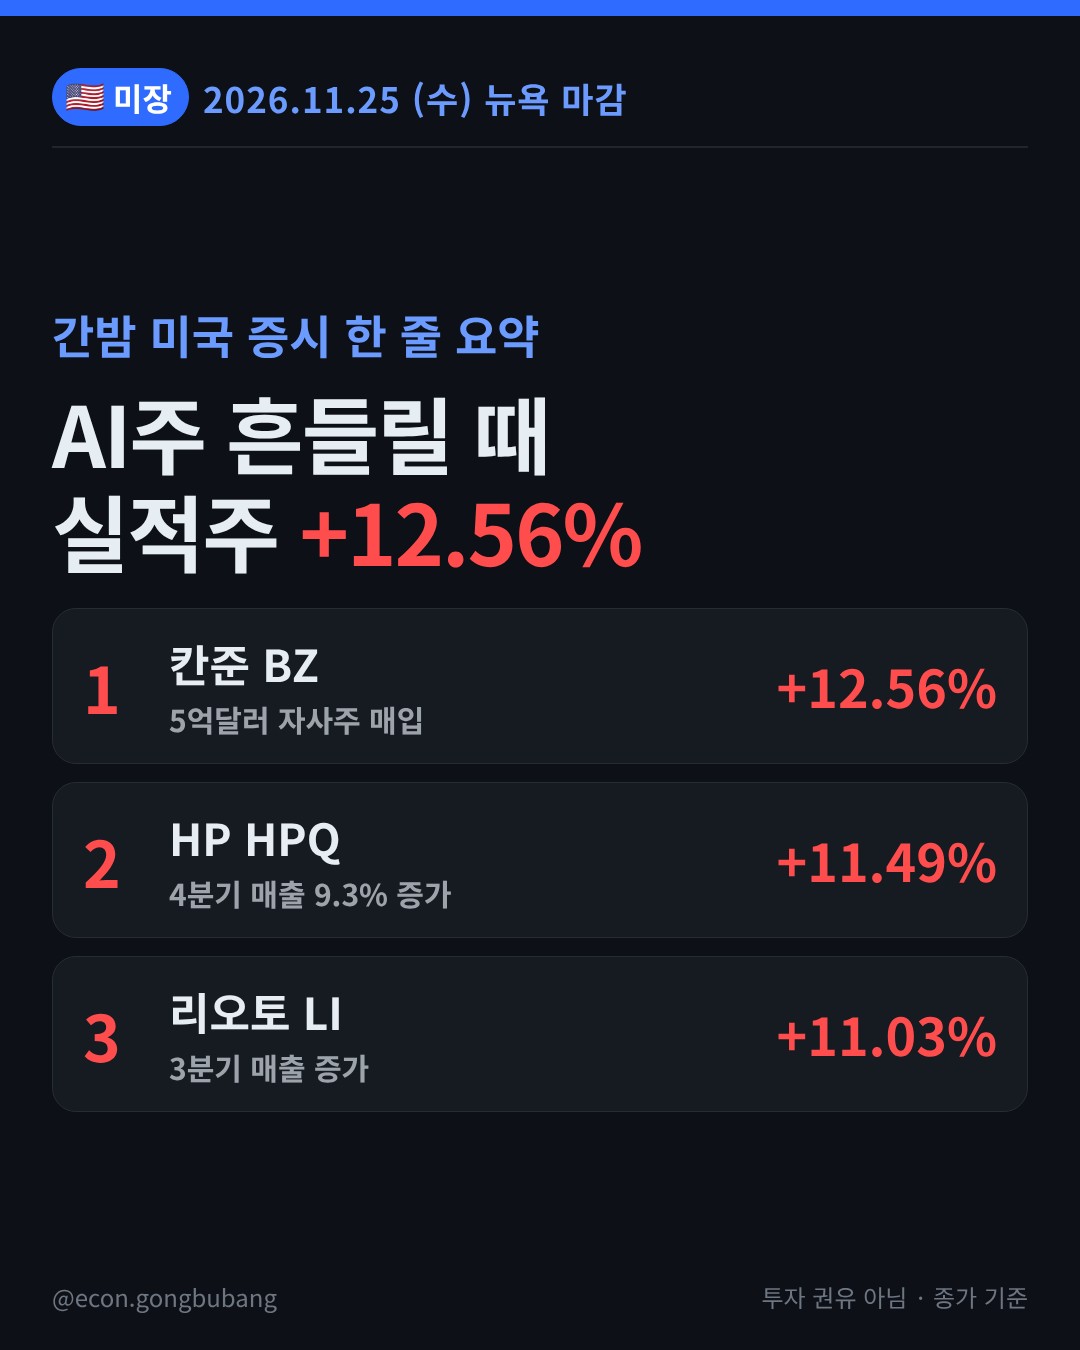 🇺🇸 미장 2026.11.25 (수) 뉴욕 마감
간밤 미국 증시 한 줄 요약
AI주 흔들릴 때
실적주 +12.56%
1 칸준 BZ +12.56%
5억달러 자사주 매입
2 HP HPQ +11.49%
4분기 매출 9.3% 증가
3 리오토 LI +11.03%
3분기 매출 증가
@econ.gongbubang 투자 권유 아님 · 종가 기준